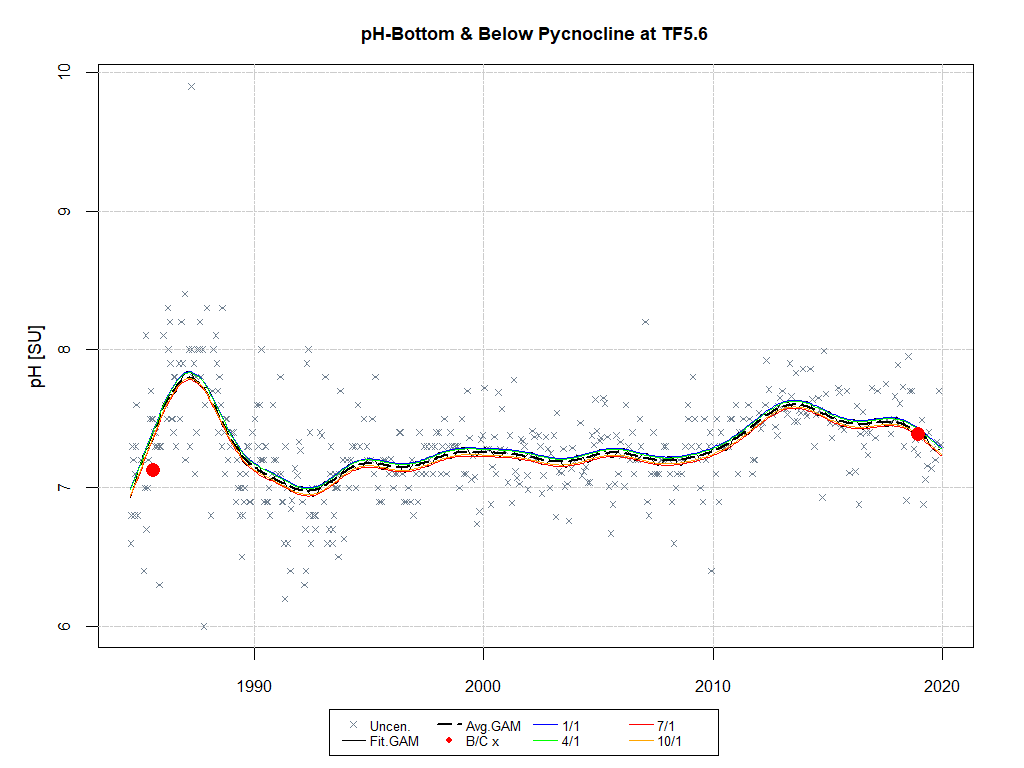 pH-Bottom & Below Pycnocline at TF5.6
pH [SU]
10
9
8
7
6
1990 2000 2010 2020
Uncen. Avg.GAM 1/1 7/1
Fit.GAM B/C x 4/1 10/1